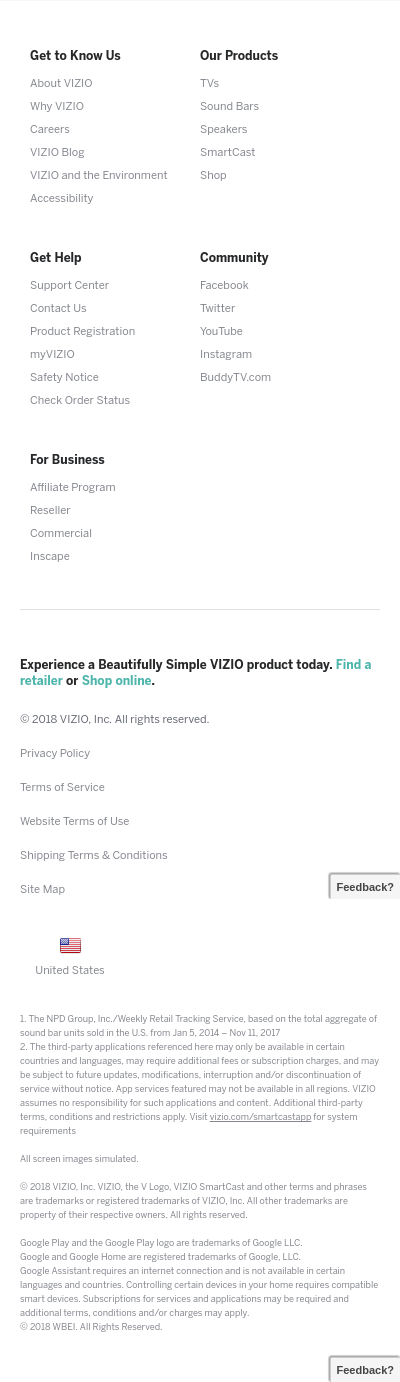 Get to Know Us
About VIZIO
Why VIZIO
Careers
VIZIO Blog
VIZIO and the Environment
Accessibility
Our Products
TVs
Sound Bars
Speakers
SmartCast
Shop
Get Help
Support Center
Contact Us
Product Registration
myVIZIO
Safety Notice
Check Order Status
Community
Facebook
Twitter
YouTube
Instagram
BuddyTV.com
For Business
Affiliate Program
Reseller
Commercial
Inscape
Experience a Beautifully Simple VIZIO product today. Find a
retailer or Shop online.
© 2018 VIZIO, Inc. All rights reserved.
Privacy Policy
Terms of Service
Website Terms of Use
Shipping Terms & Conditions
Site Map
Feedback?
United States
1. The NPD Group, Inc./Weekly Retail Tracking Service, based on the total aggregate of
sound bar units sold in the U.S. from Jan 5, 2014 – Nov 11, 2017
2. The third-party applications referenced here may only be available in certain
countries and languages, may require additional fees or subscription charges, and may
be subject to future updates, modifications, interruption and/or discontinuation of
service without notice. App services featured may not be available in all regions. VIZIO
assumes no responsibility for such applications and content. Additional third-party
terms, conditions and restrictions apply. Visit vizio.com/smartcastapp for system
requirements
All screen images simulated.
© 2018 VIZIO, Inc. VIZIO, the V Logo, VIZIO SmartCast and other terms and phrases
are trademarks or registered trademarks of VIZIO, Inc. All other trademarks are
property of their respective owners. All rights reserved.
Google Play and the Google Play logo are trademarks of Google LLC.
Google and Google Home are registered trademarks of Google, LLC.
Google Assistant requires an internet connection and is not available in certain
languages and countries. Controlling certain devices in your home requires compatible
smart devices. Subscriptions for services and applications may be required and
additional terms, conditions and/or charges may apply.
© 2018 WBEI. All Rights Reserved.
Feedback?